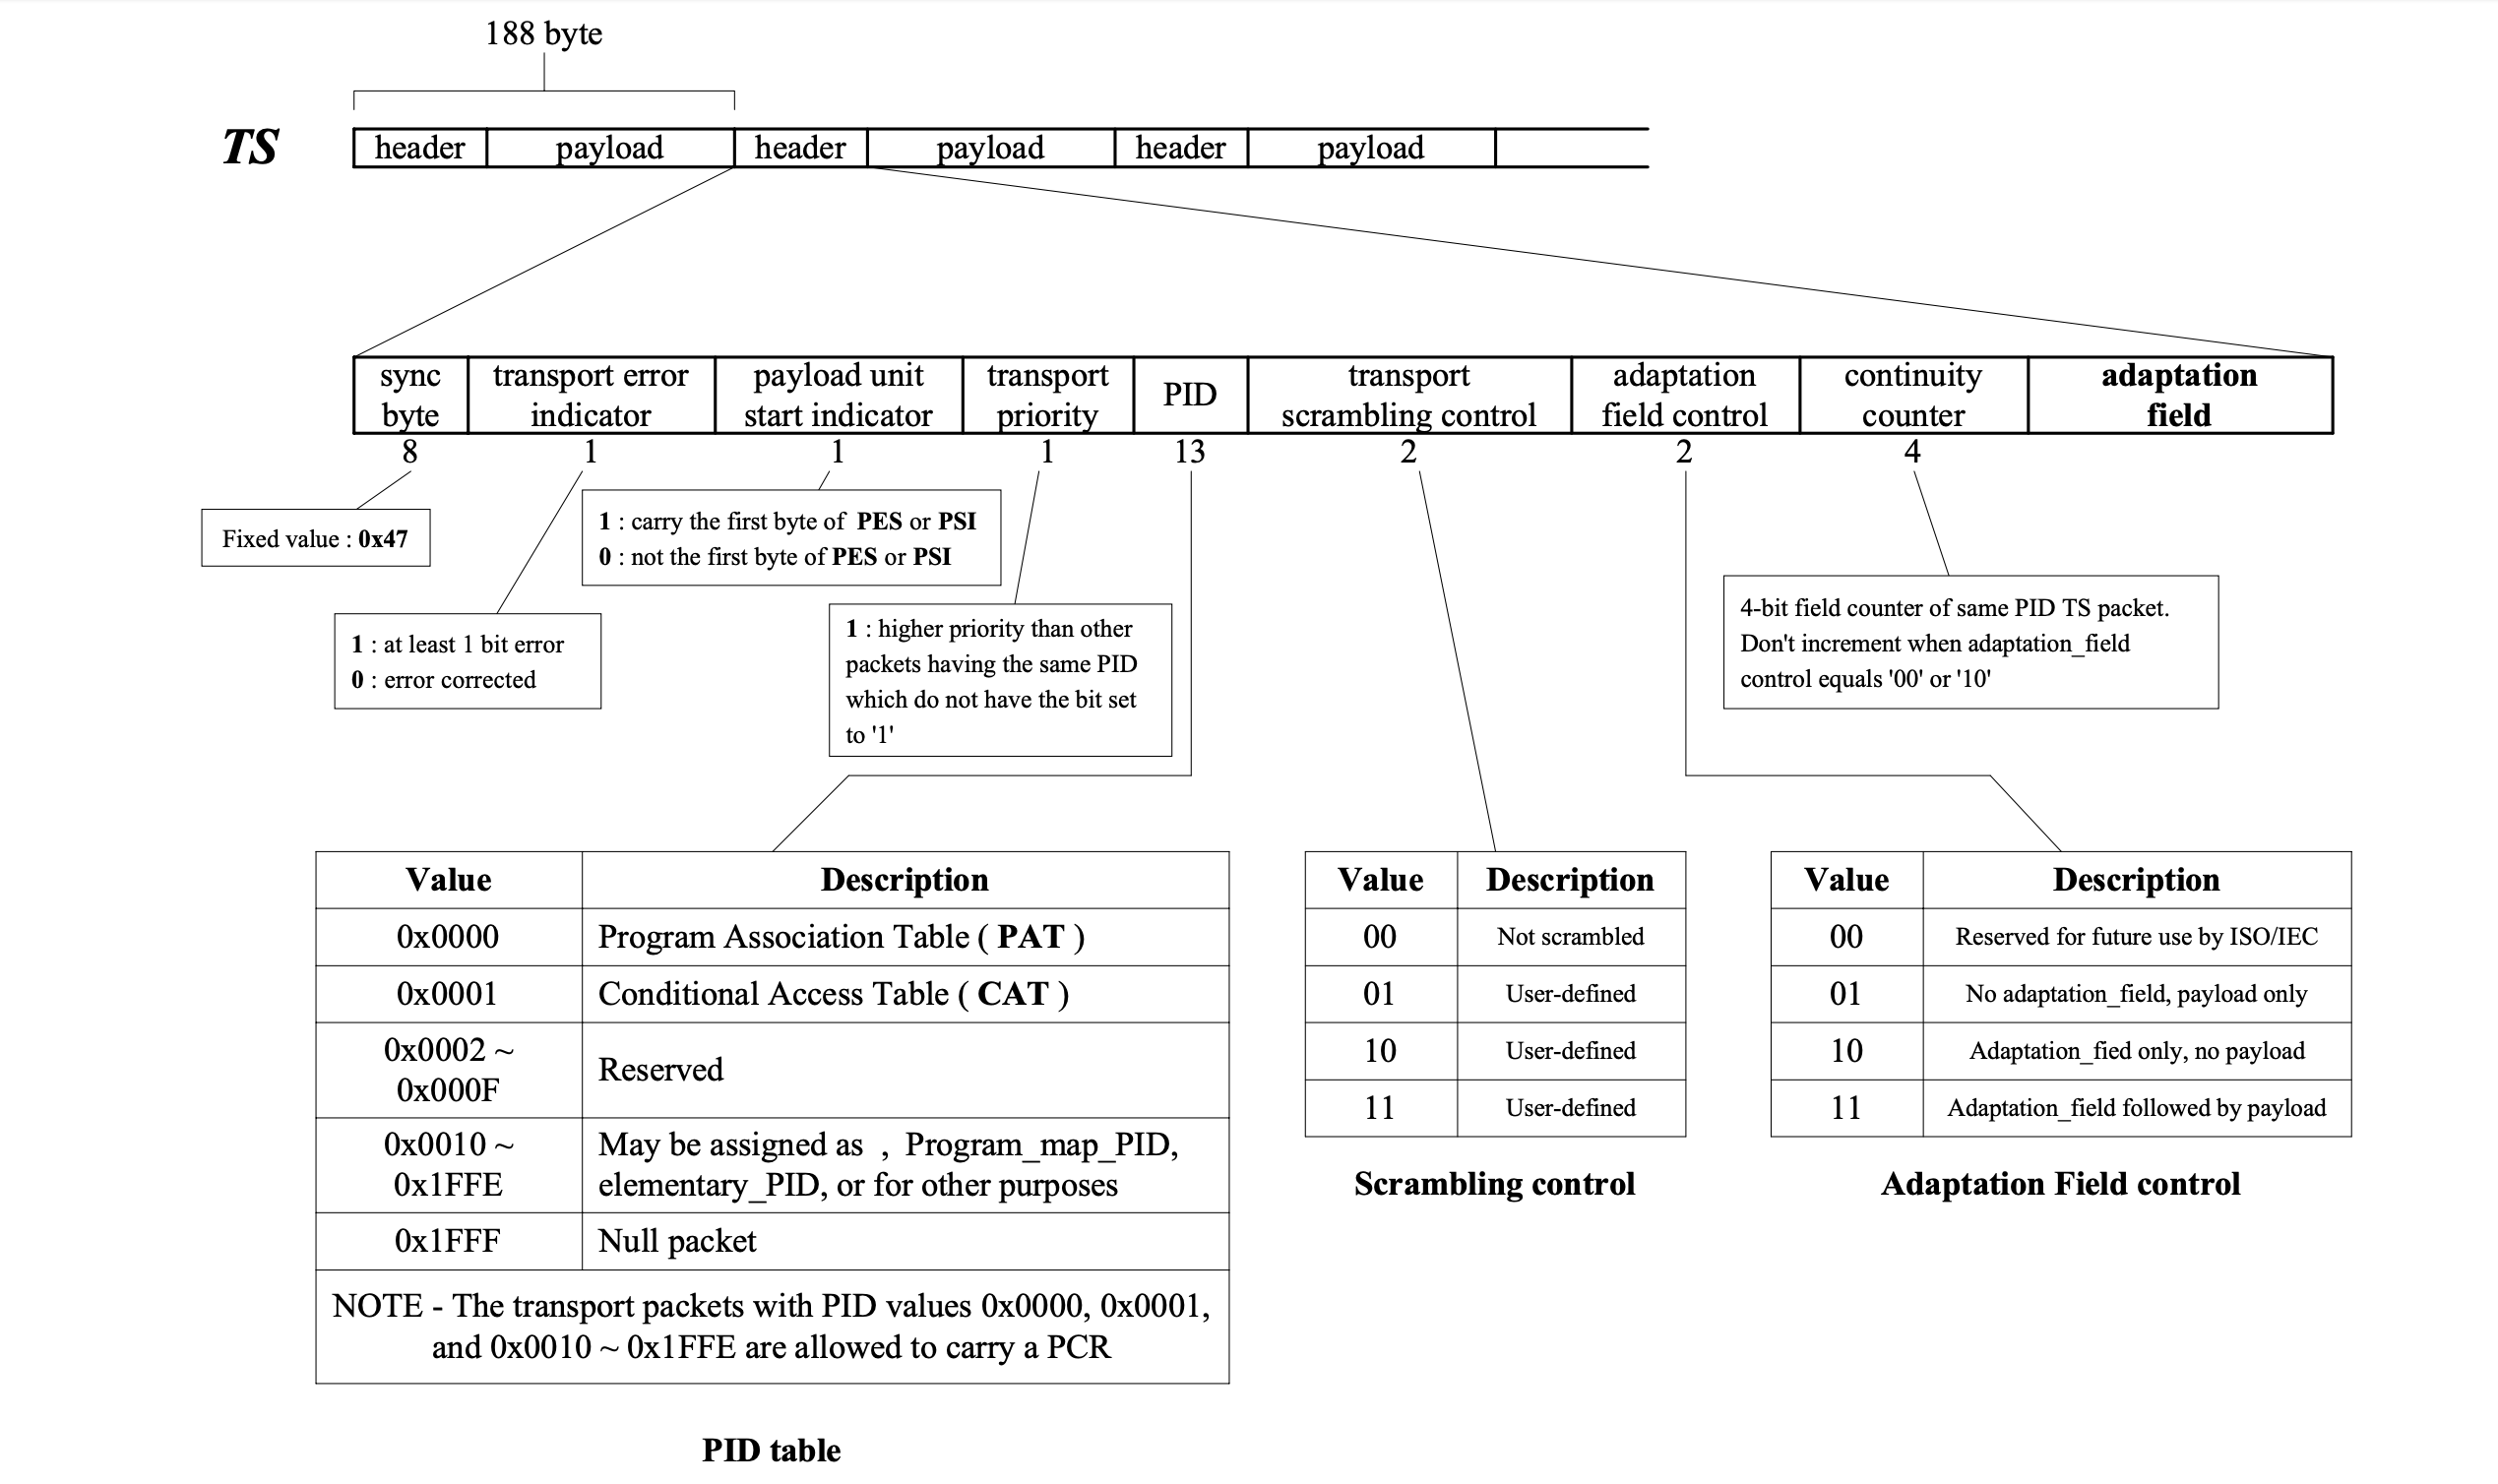 188 byte
TS
header payload header payload header payload
sync byte
transport error indicator
payload unit start indicator
transport priority
PID
transport scrambling control
adaptation field control
continuity counter
adaptation field
8 1 1 1 13 2 2 4
Fixed value : 0x47
1 : at least 1 bit error
0 : error corrected
1 : carry the first byte of PES or PSI
0 : not the first byte of PES or PSI
1 : higher priority than other
packets having the same PID
which do not have the bit set
to '1'
4-bit field counter of same PID TS packet.
Don't increment when adaptation_field
control equals '00' or '10'
Value Description
0x0000 Program Association Table ( PAT )
0x0001 Conditional Access Table ( CAT )
0x0002 ~
0x000F
Reserved
0x0010 ~
0x1FFE
May be assigned as , Program_map_PID,
elementary_PID, or for other purposes
0x1FFF Null packet
NOTE - The transport packets with PID values 0x0000, 0x0001,
and 0x0010 ~ 0x1FFE are allowed to carry a PCR
PID table
Value Description
00 Not scrambled
01 User-defined
10 User-defined
11 User-defined
Scrambling control
Value Description
00 Reserved for future use by ISO/IEC
01 No adaptation_field, payload only
10 Adaptation_fied only, no payload
11 Adaptation_field followed by payload
Adaptation Field control